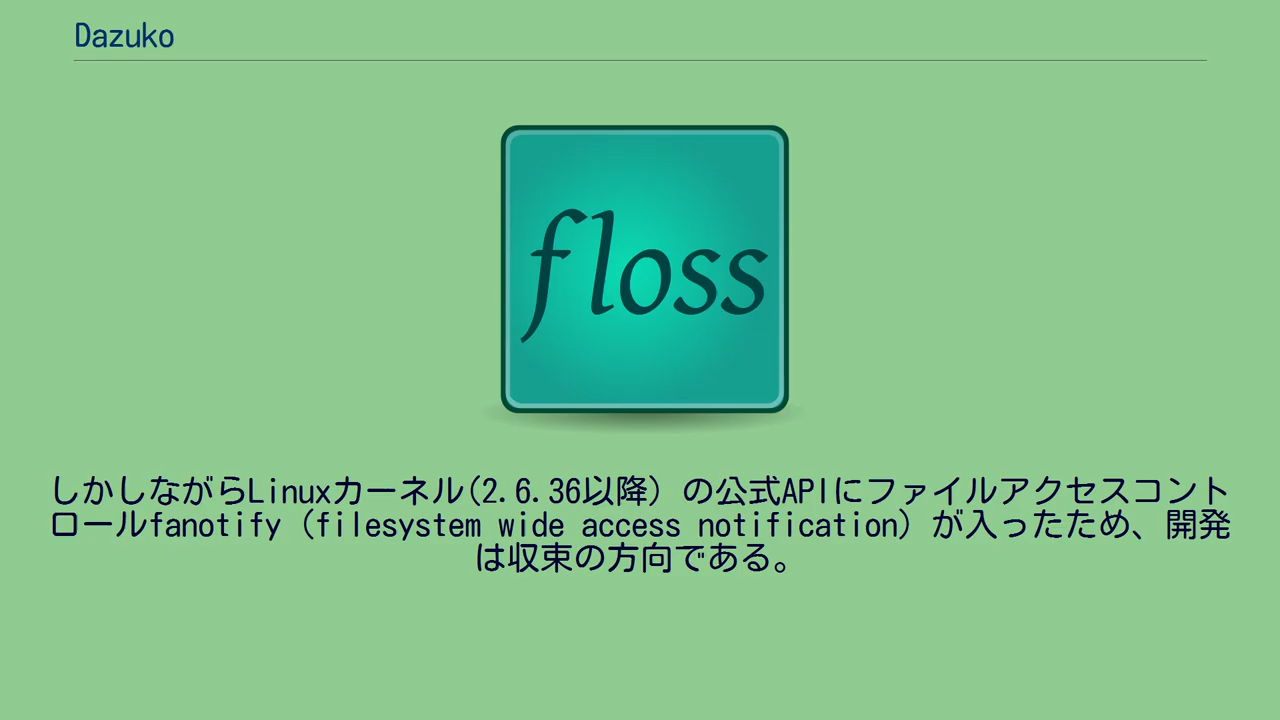 Dazuko
floss
しかしながらLinuxカーネル(2.6.36以降) の公式APIにファイルアクセスコント
ロールfanotify (filesystem wide access notification) が入ったため、開発
は収束の方向である。